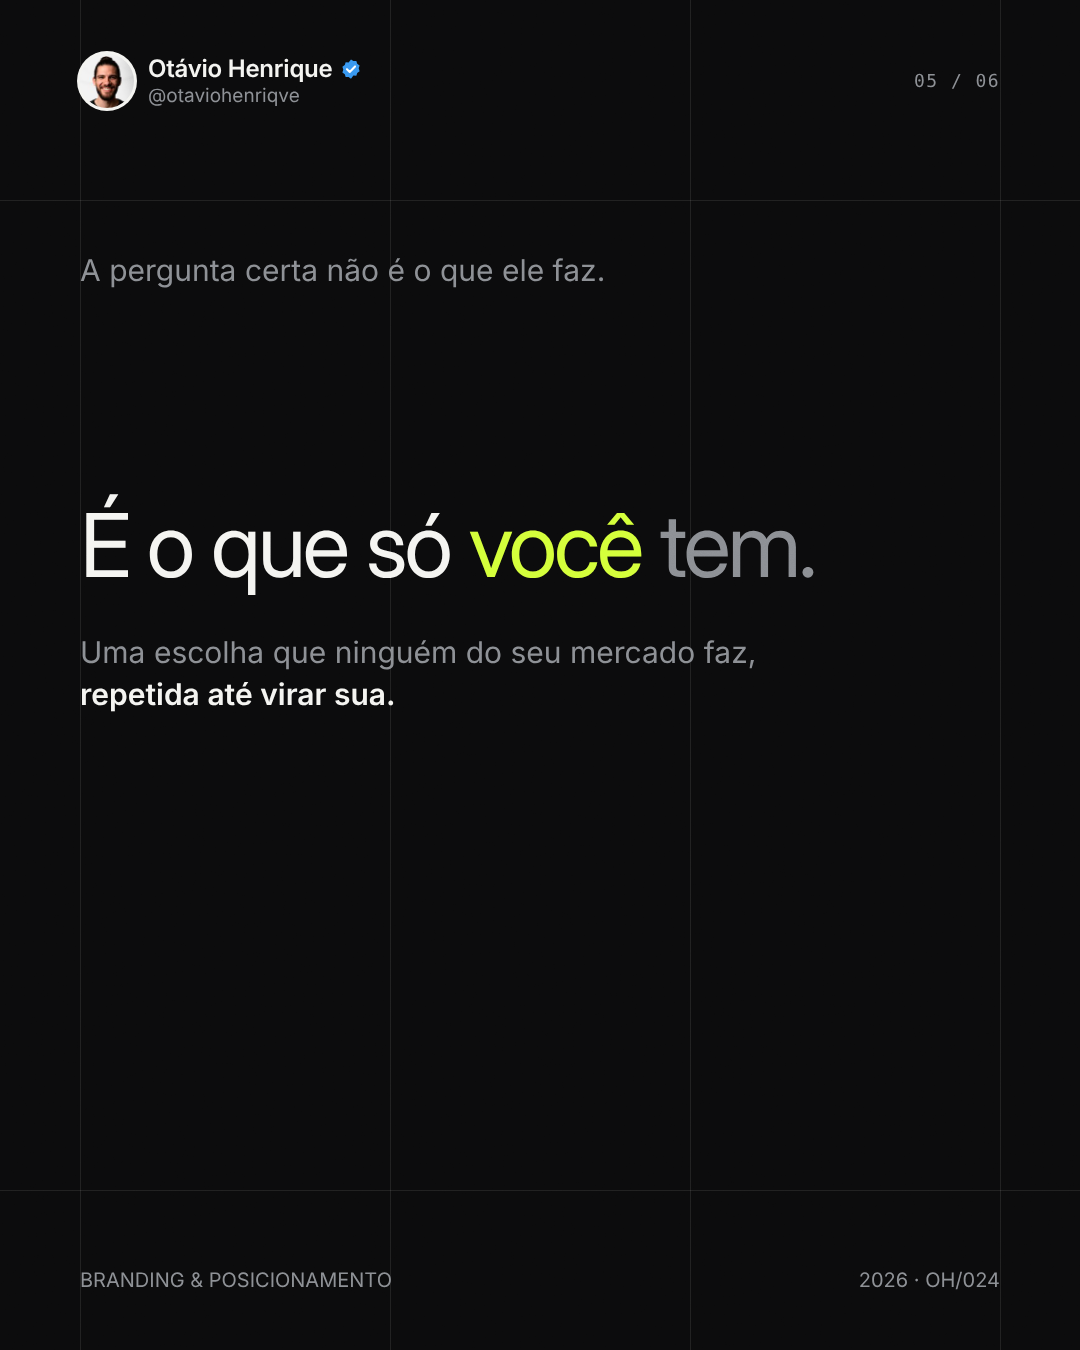 Otávio Henrique
@otaviohenriqve
05 / 06
A pergunta certa não é o que ele faz.
É o que só você tem.
Uma escolha que ninguém do seu mercado faz,
repetida até virar sua.
BRANDING & POSICIONAMENTO
2026 · OH/024